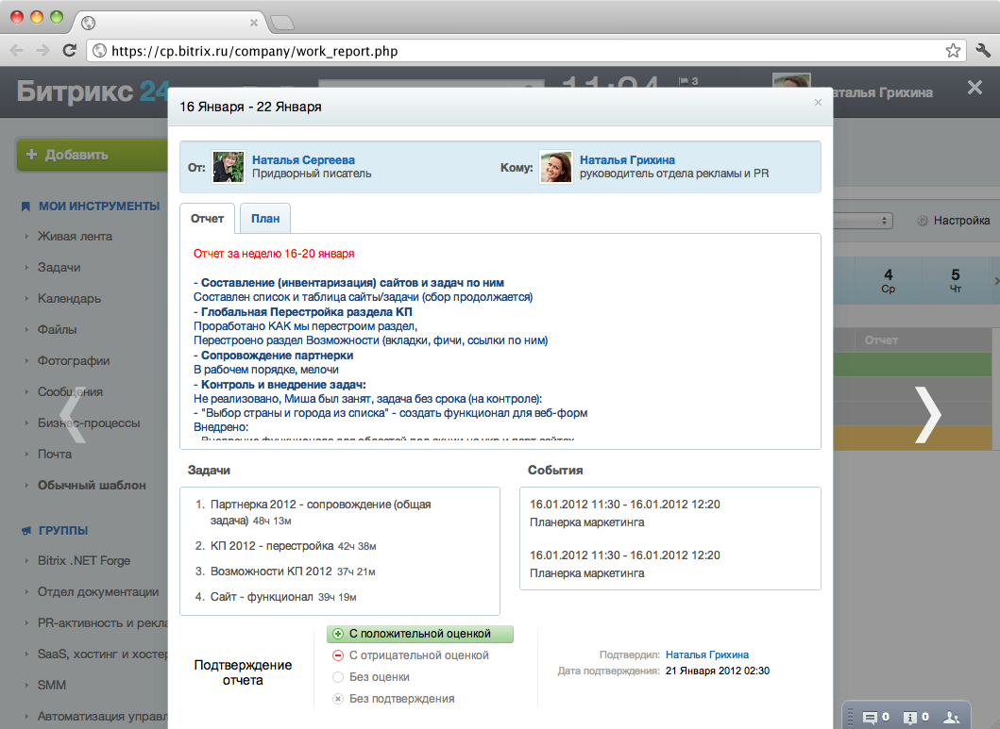 https://cp.bitrix.ru/company/work_report.php
Битрикс 24
3
Наталья Грихина
16 Января - 22 Января
Добавить
От:
Наталья Сергеева
Придворный писатель
Кому:
Наталья Грихина
руководитель отдела рекламы и PR
МОИ ИНСТРУМЕНТЫ
Живая лента
Задачи
Календарь
Файлы
Фотографии
Сообщения
Бизнес-процессы
Почта
Обычный шаблон
ГРУППЫ
Bitrix .NET Forge
Отдел документации
PR-активность и рекла
SaaS, хостинг и хостер
SMM
Автоматизация управл
Отчет
План
Настройка
4
Ср
5
Чт
Отчет
Отчет за неделю 16-20 января
- Составление (инвентаризация) сайтов и задач по ним
Составлен список и таблица сайты/задачи (сбор продолжается)
- Глобальная Перестройка раздела КП
Проработано КАК мы перестроим раздел,
Перестроено раздел Возможности (вкладки, фичи, ссылки по ним)
- Сопровождение партнерки
В рабочем порядке, мелочи
- Контроль и внедрение задач:
Не реализовано, Миша был занят, задача без срока (на контроле):
- "Выбор страны и города из списка" - создать функционал для веб-форм
Внедрено:
Задачи
1. Партнерка 2012 - сопровождение (общая
задача) 48ч 13м
2. КП 2012 - перестройка 42ч 38м
3. Возможности КП 2012 37ч 21м
4. Сайт - функционал 39ч 19м
События
16.01.2012 11:30 - 16.01.2012 12:20
Планерка маркетинга
16.01.2012 11:30 - 16.01.2012 12:20
Планерка маркетинга
Подтверждение
отчета
С положительной оценкой
С отрицательной оценкой
Без оценки
Без подтверждения
Подтвердил: Наталья Грихина
Дата подтверждения: 21 Января 2012 02:30
0
0